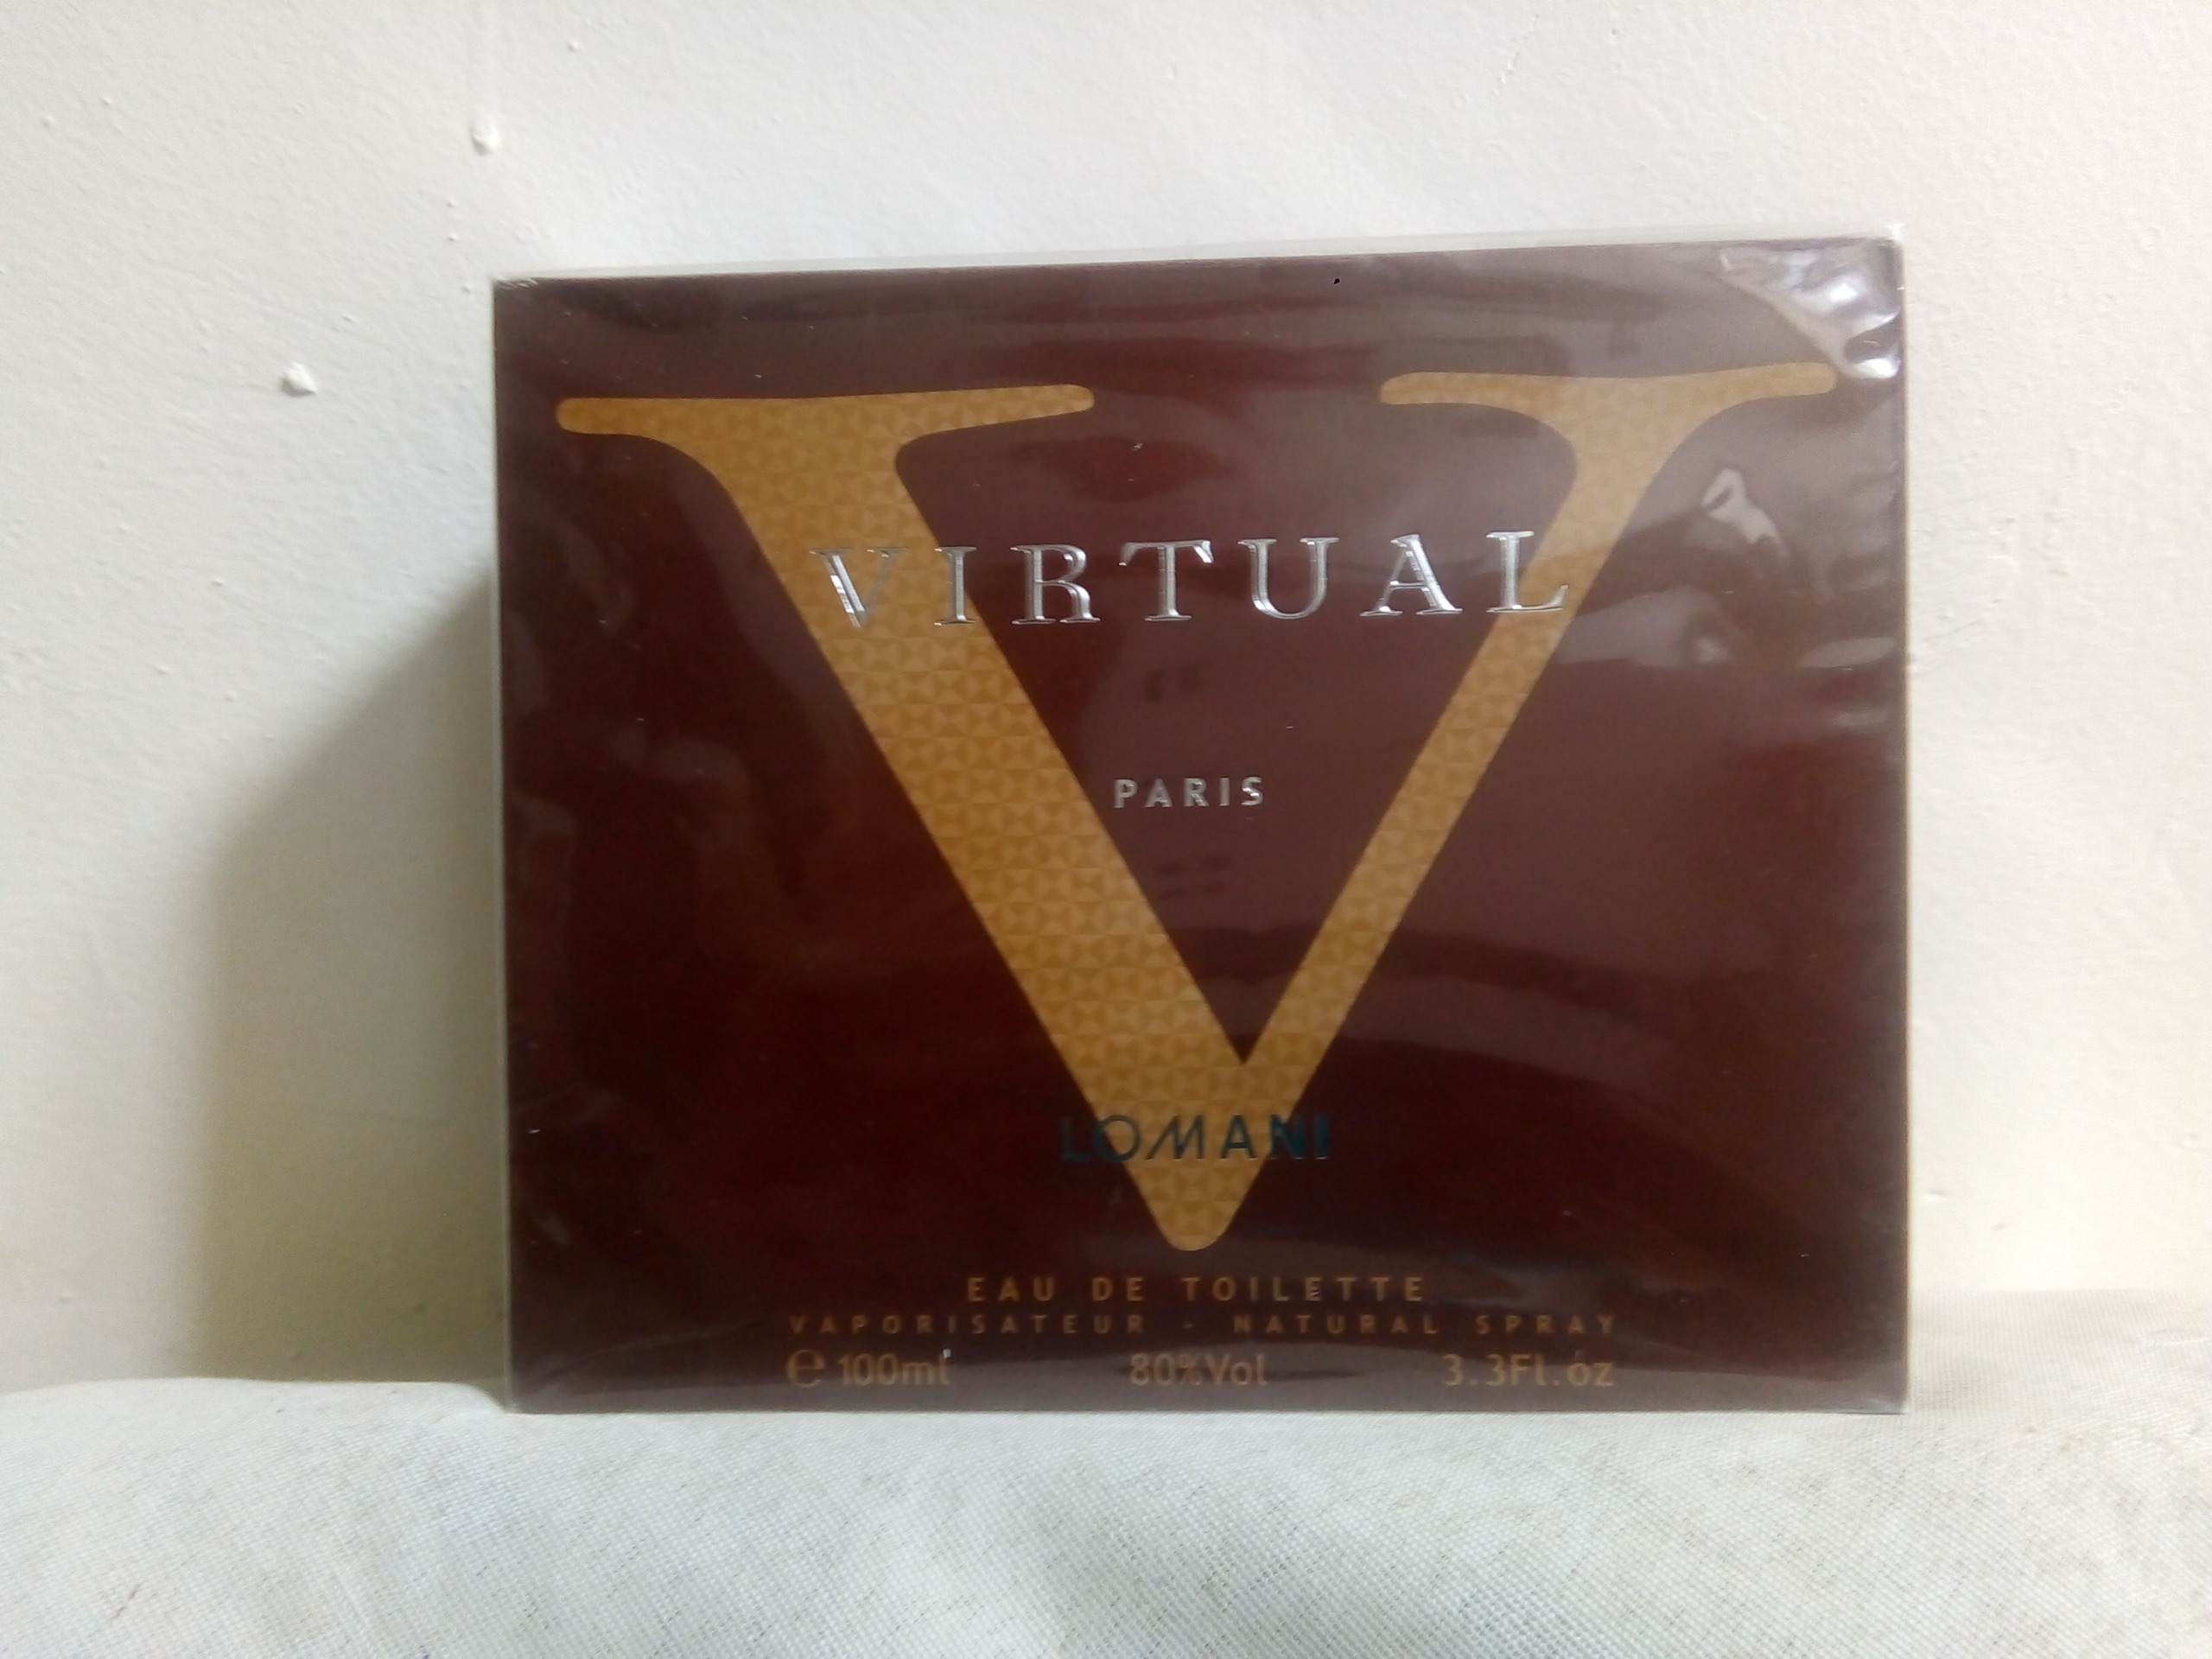 V
VIRTUAL
PARIS
LOMANI
EAU DE TOILETTE
VAPORISATEUR - NATURAL SPRAY
℮ 100ml 80%Vol 3.3Fl.oz